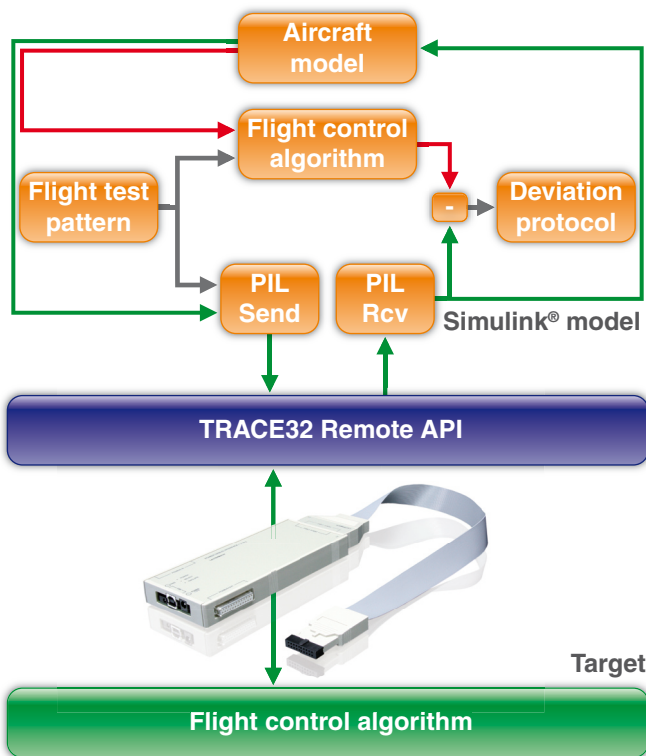 Aircraft
model
Flight control
algorithm
Flight test
pattern
-
Deviation
protocol
PIL
Send
PIL
Rcv
Simulink® model
TRACE32 Remote API
Target
Flight control algorithm